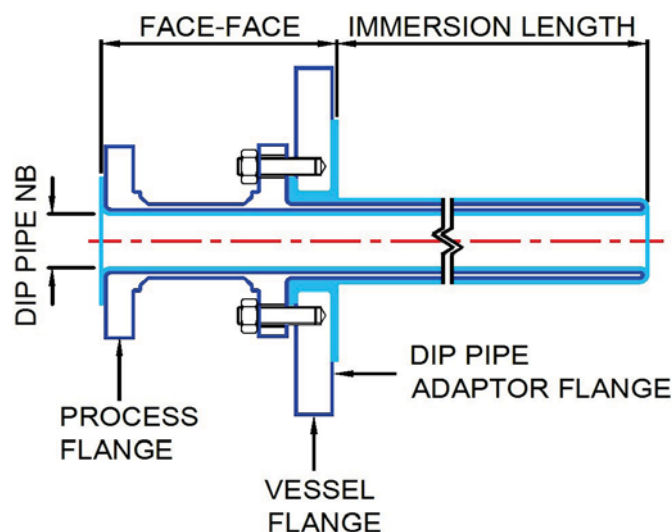 FACE-FACE
IMMERSION LENGTH
DIP PIPE NB
DIP PIPE
ADAPTOR FLANGE
PROCESS
FLANGE
VESSEL
FLANGE